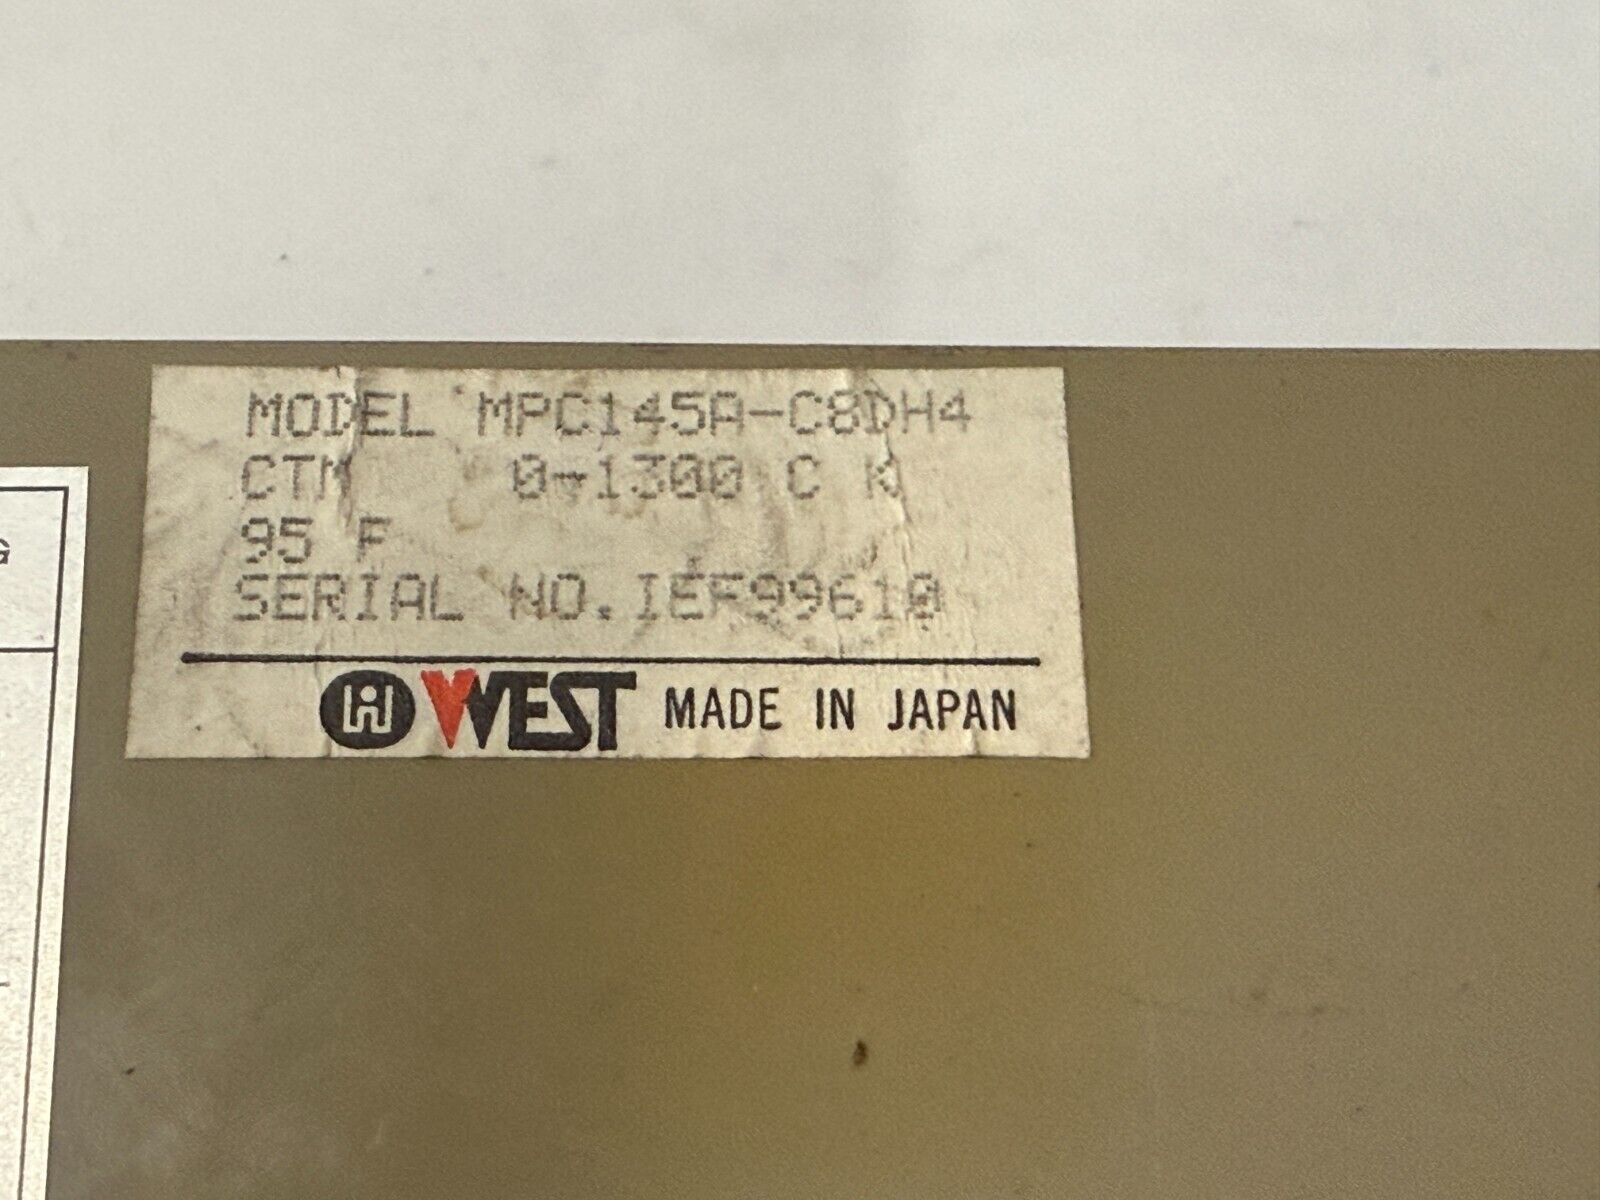 MODEL MPC145A-C8DH4
CTM 0-1300 C K
95 F
SERIAL NO.IEF99610
WEST MADE IN JAPAN
G